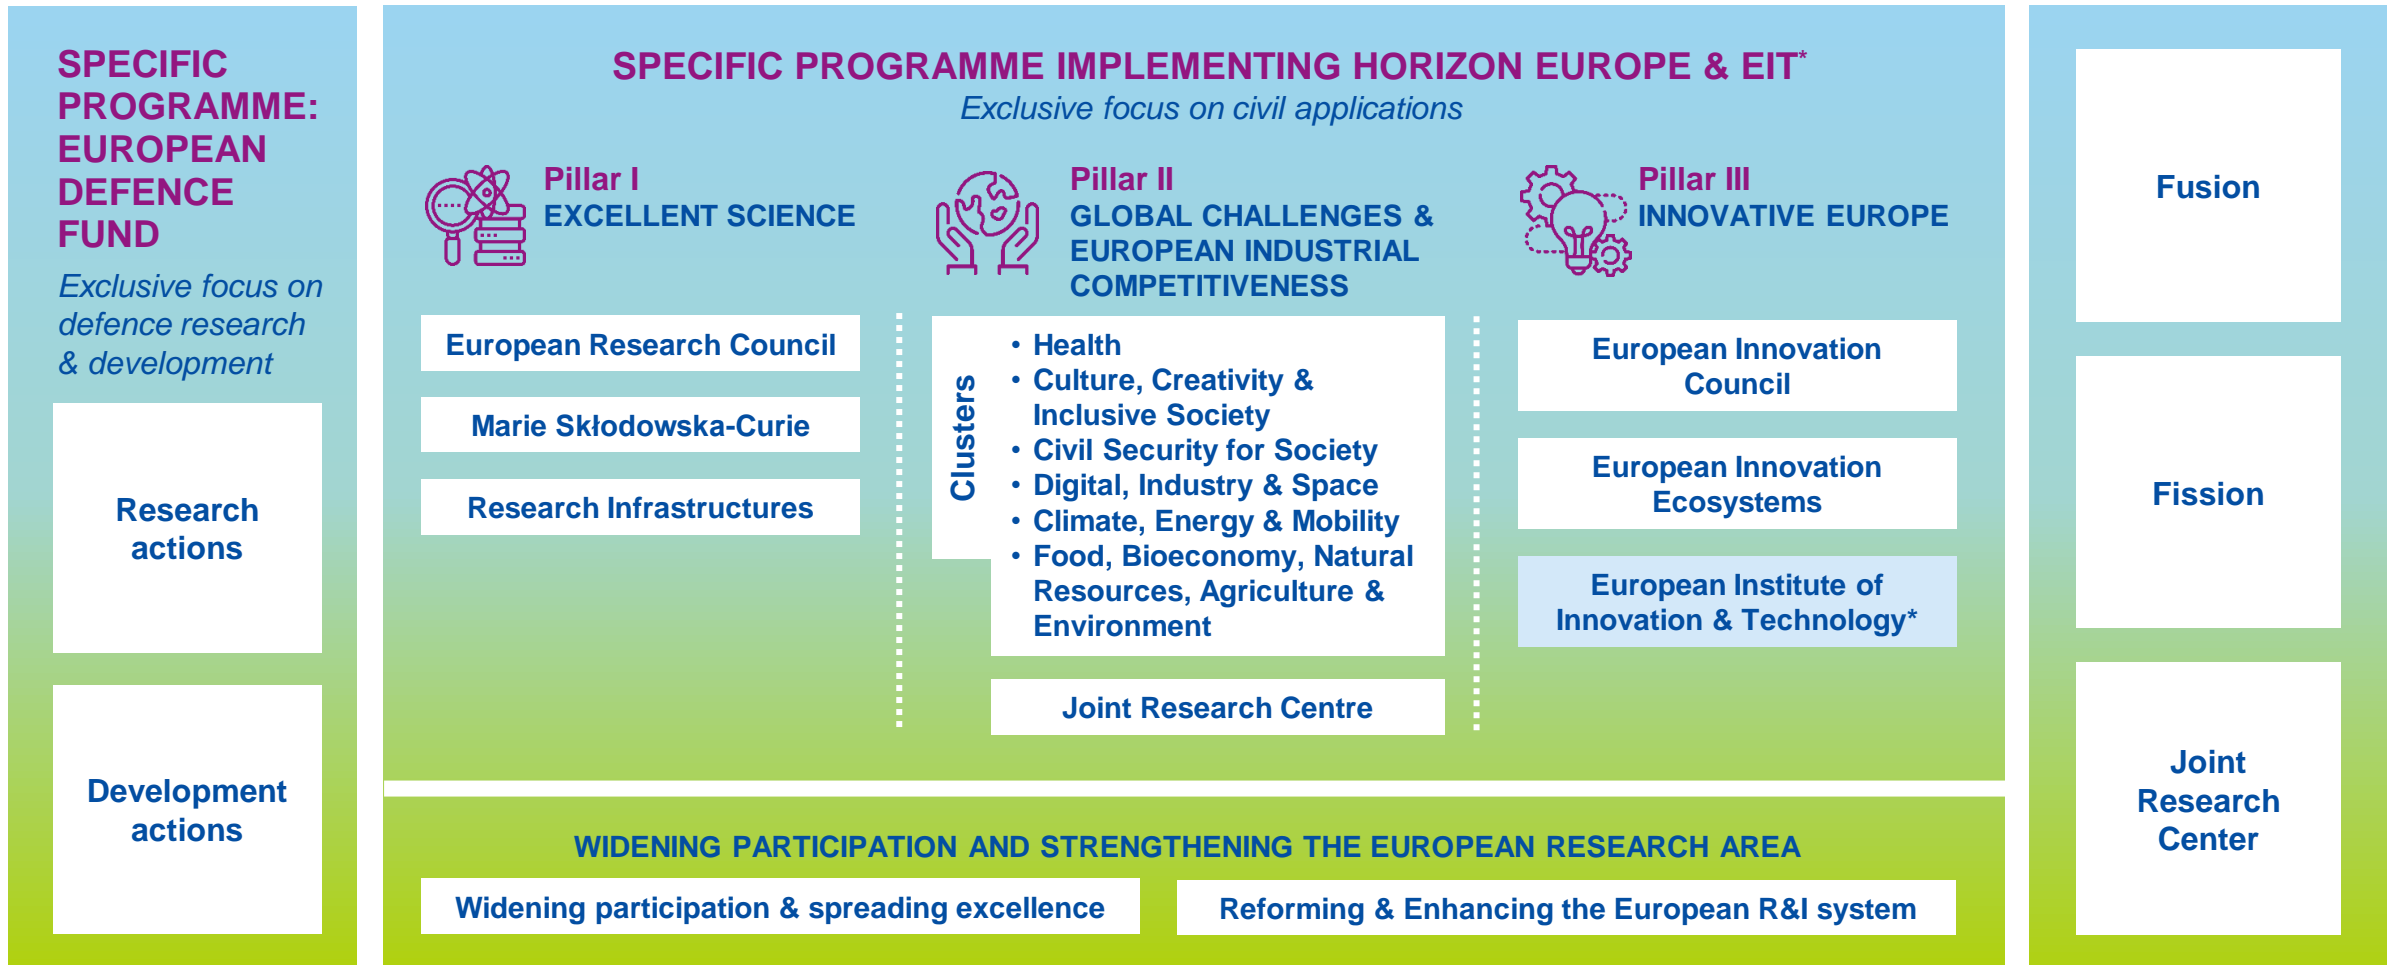 SPECIFIC
PROGRAMME:
EUROPEAN
DEFENCE
FUND
Exclusive focus on
defence research
& development
Research
actions
Development
actions
SPECIFIC PROGRAMME IMPLEMENTING HORIZON EUROPE & EIT*
Exclusive focus on civil applications
Pillar I
EXCELLENT SCIENCE
European Research Council
Marie Skłodowska-Curie
Research Infrastructures
Pillar II
GLOBAL CHALLENGES &
EUROPEAN INDUSTRIAL
COMPETITIVENESS
Clusters
• Health
• Culture, Creativity &
Inclusive Society
• Civil Security for Society
• Digital, Industry & Space
• Climate, Energy & Mobility
• Food, Bioeconomy, Natural
Resources, Agriculture &
Environment
Joint Research Centre
Pillar III
INNOVATIVE EUROPE
European Innovation
Council
European Innovation
Ecosystems
European Institute of
Innovation & Technology*
WIDENING PARTICIPATION AND STRENGTHENING THE EUROPEAN RESEARCH AREA
Widening participation & spreading excellence
Reforming & Enhancing the European R&I system
Fusion
Fission
Joint
Research
Center